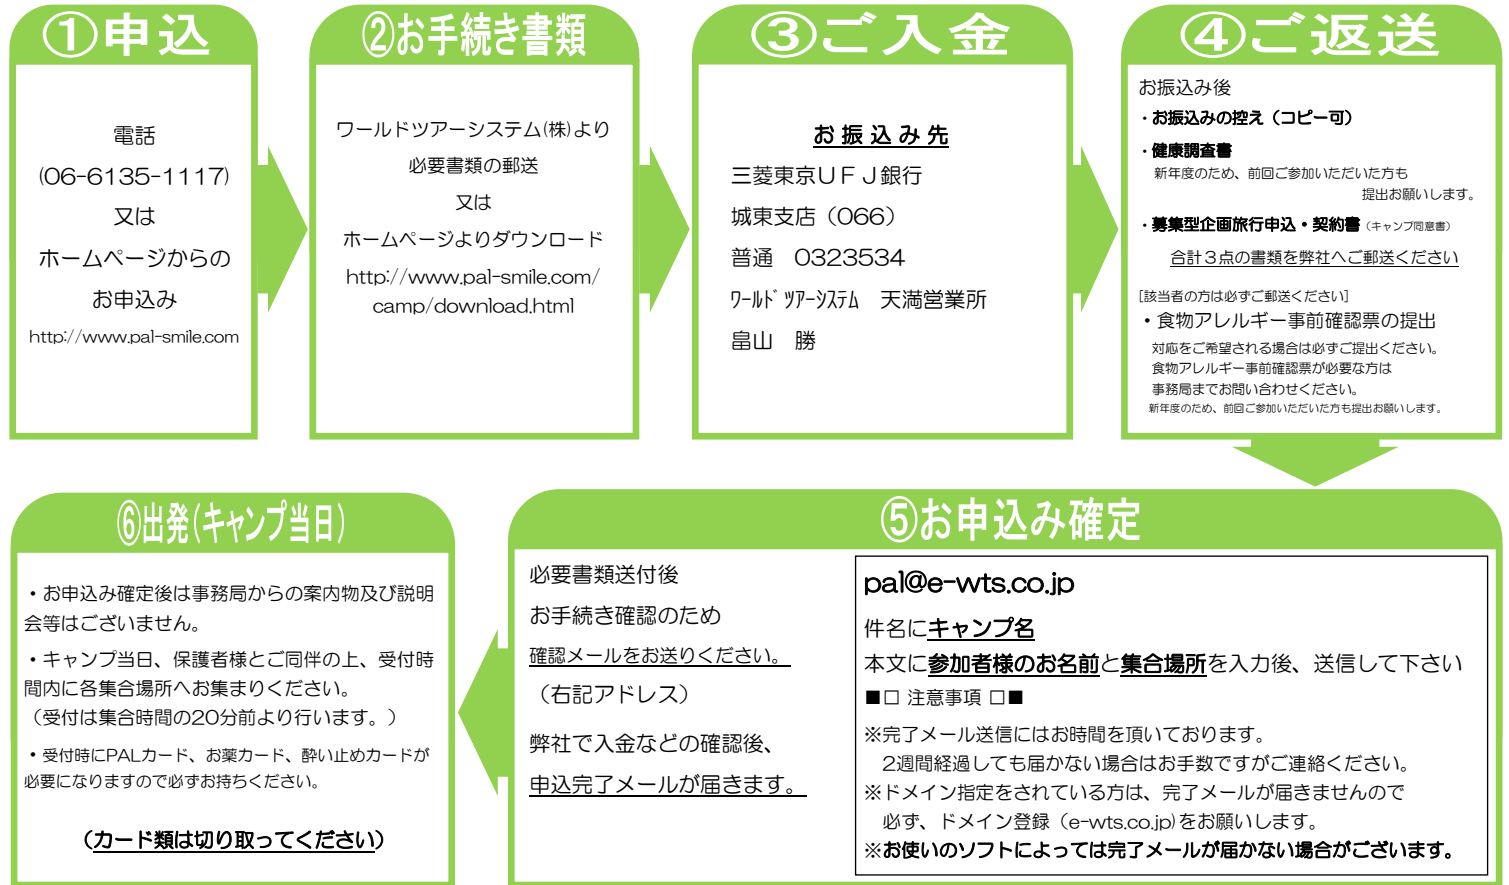 ①申込
電話
(06-6135-1117)
又は
ホームページからの
お申込み
http://www.pal-smile.com
②お手続き書類
ワールドツアーシステム(株)より
必要書類の郵送
又は
ホームページよりダウンロード
http://www.pal-smile.com/
camp/download.html
③ご入金
お振込み先
三菱東京UFJ銀行
城東支店（066）
普通　0323534
ワールドツアーシステム　天満営業所
畠山　勝
④ご返送
お振込み後
・お振込みの控え（コピー可）
・健康調査書
新年度のため、前回ご参加いただいた方も
提出お願いします。
・募集型企画旅行申込・契約書（キャンプ同意書）
合計３点の書類を弊社へご郵送ください
[該当者の方は必ずご郵送ください]
・食物アレルギー事前確認票の提出
対応をご希望される場合は必ずご提出ください。
食物アレルギー事前確認票が必要な方は
事務局までお問い合わせください。
新年度のため、前回ご参加いただいた方も提出お願いします。
⑤お申込み確定
必要書類送付後
お手続き確認のため
確認メールをお送りください。
（右記アドレス）
弊社で入金などの確認後、
申込完了メールが届きます。
pal@e-wts.co.jp
件名にキャンプ名
本文に参加者様のお名前と集合場所を入力後、送信して下さい
■□ 注意事項 □■
※完了メール送信にはお時間を頂いております。
2週間経過しても届かない場合はお手数ですがご連絡ください。
※ドメイン指定をされている方は、完了メールが届きませんので
必ず、ドメイン登録（e-wts.co.jp)をお願いします。
※お使いのソフトによっては完了メールが届かない場合がございます。
⑥出発(キャンプ当日)
・お申込み確定後は事務局からの案内物及び説明
会等はございません。
・キャンプ当日、保護者様とご同伴の上、受付時
間内に各集合場所へお集まりください。
（受付は集合時間の20分前より行います。）
・受付時にPALカード、お薬カード、酔い止めカードが
必要になりますので必ずお持ちください。
（カード類は切り取ってください）